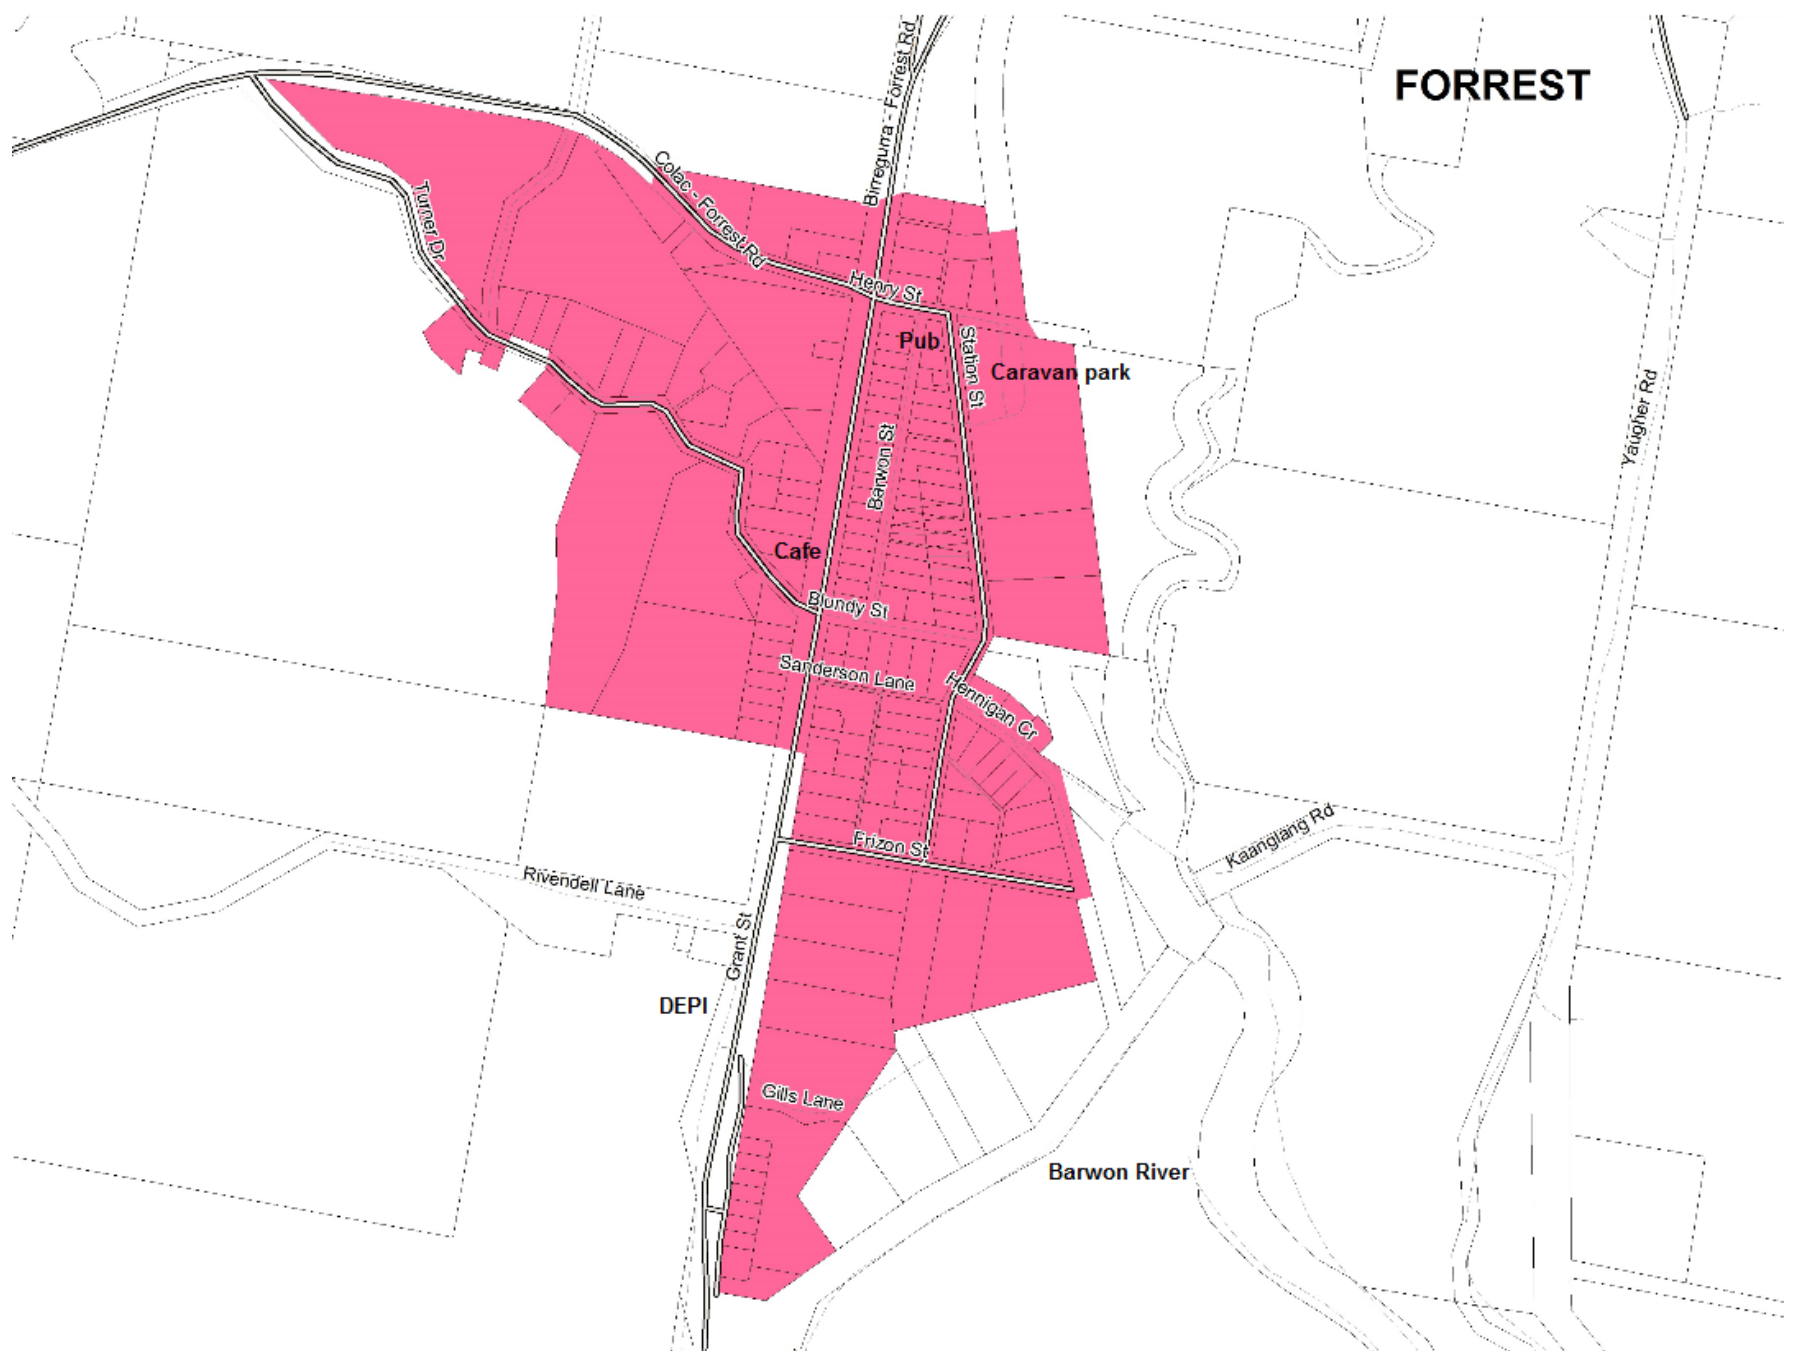 FORREST
Birregurra - Forrest Rd
Colac - Forrest Rd
Turner Dr
Henry St
Pub
Station St
Caravan park
Yaugher Rd
Barwon St
Cafe
Blundy St
Sanderson Lane
Hennigan Cr
Frizon St
Kaanglang Rd
Rivendell Lane
Grant St
DEPI
Gills Lane
Barwon River